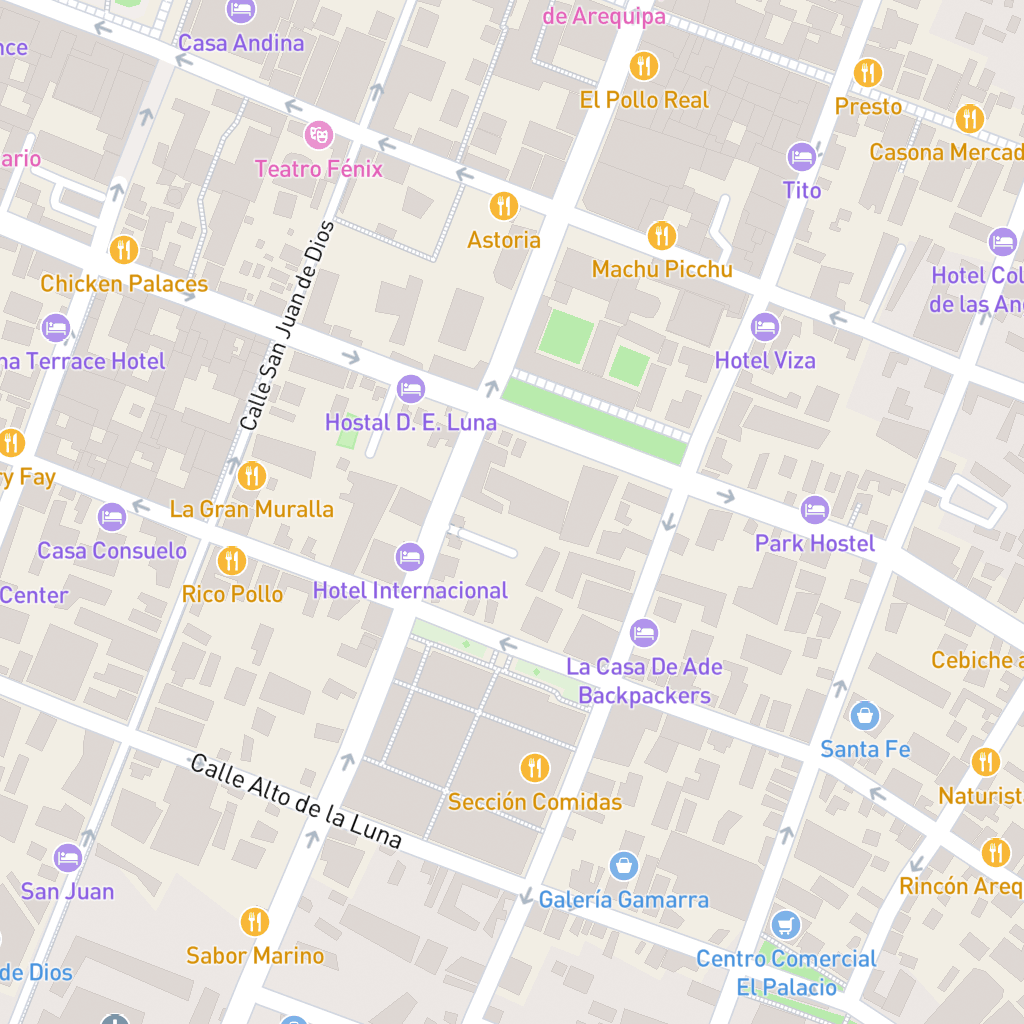 de Arequipa
Casa Andina
nce
El Pollo Real
Presto
Casona Mercad
ario
Teatro Fénix
Tito
Astoria
Machu Picchu
Chicken Palaces
Hotel Col
de las An
Calle San Juan de Dios
na Terrace Hotel
Hotel Viza
Hostal D. E. Luna
ry Fay
La Gran Muralla
Casa Consuelo
Park Hostel
Center
Rico Pollo
Hotel Internacional
La Casa De Ade
Backpackers
Cebiche a
Santa Fe
Calle Alto de la Luna
Sección Comidas
Naturist
San Juan
Galería Gamarra
Rincón Areq
Sabor Marino
de Dios
Centro Comercial
El Palacio